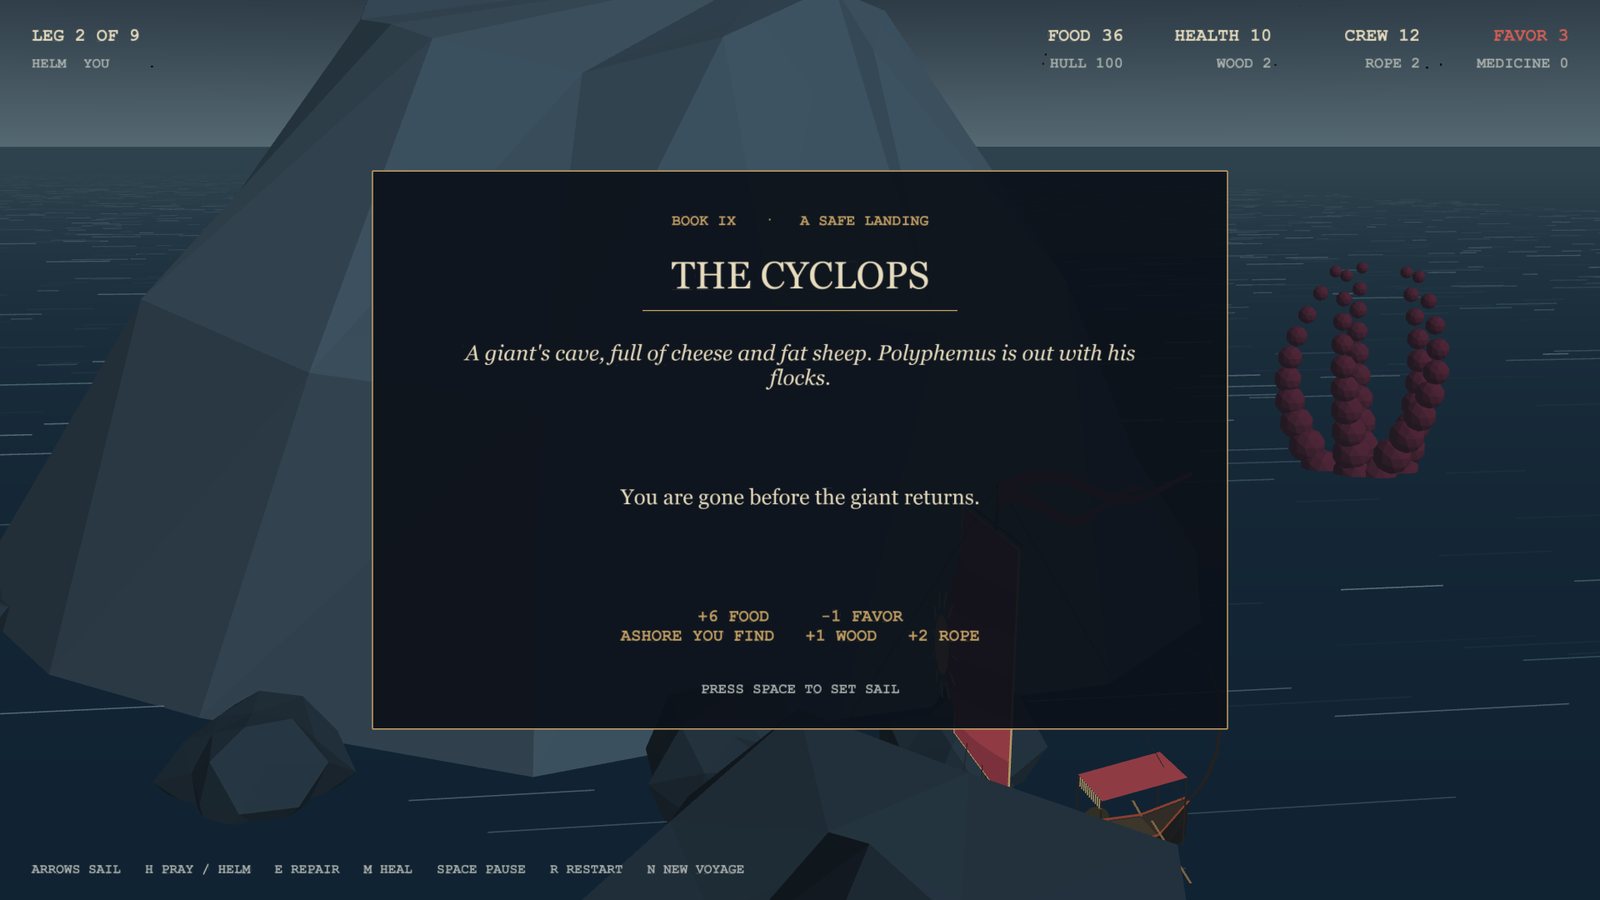 LEG 2 OF 9
HELM YOU
FOOD 36 HEALTH 10 CREW 12 FAVOR 3
HULL 100 WOOD 2 ROPE 2 MEDICINE 0
BOOK IX · A SAFE LANDING
THE CYCLOPS
A giant's cave, full of cheese and fat sheep. Polyphemus is out with his
flocks.
You are gone before the giant returns.
+6 FOOD -1 FAVOR
ASHORE YOU FIND +1 WOOD +2 ROPE
PRESS SPACE TO SET SAIL
ARROWS SAIL H PRAY / HELM E REPAIR M HEAL SPACE PAUSE R RESTART N NEW VOYAGE